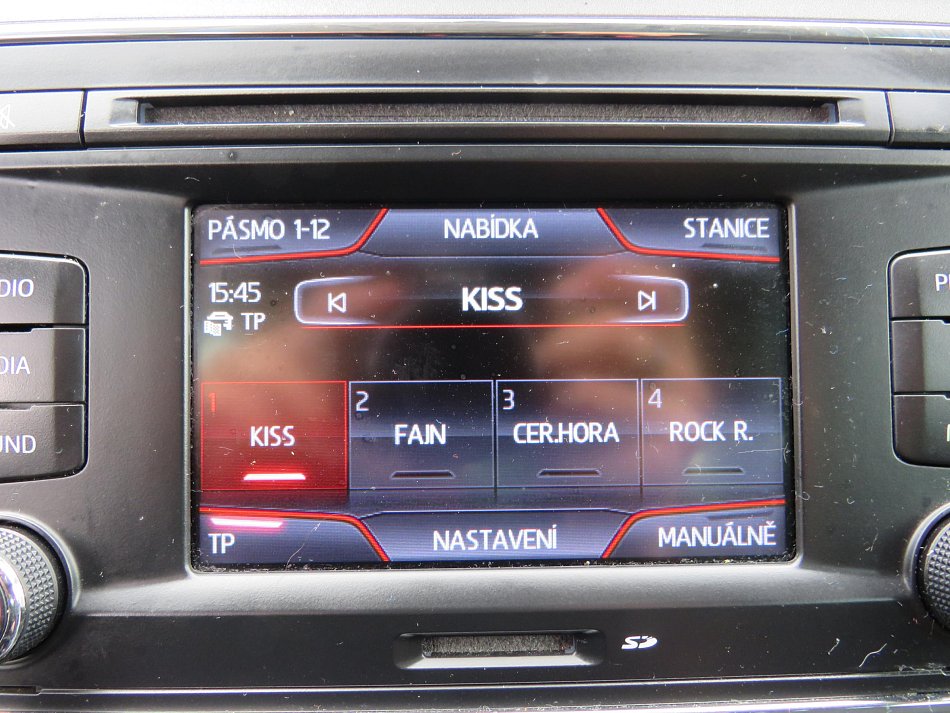 PÁSMO 1-12 NABÍDKA STANICE
15:45
TP
KISS
1 KISS
2 FAJN
3 CER.HORA
4 ROCK R.
TP NASTAVENÍ MANUÁLNĚ
SD